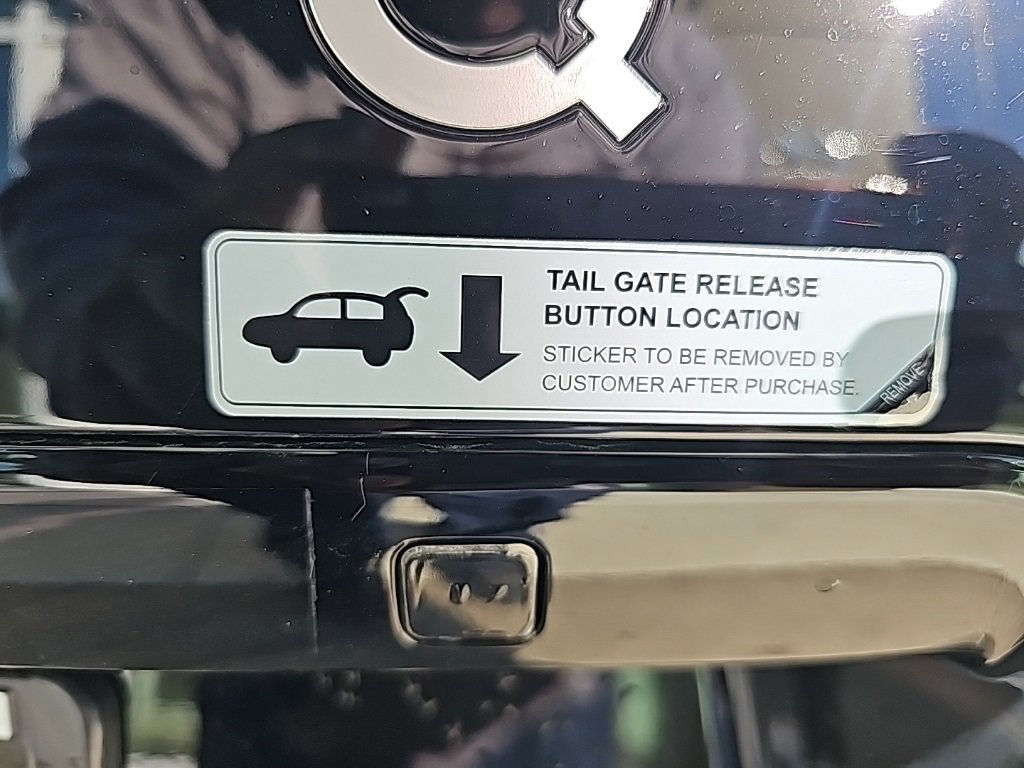 Q
TAIL GATE RELEASE
BUTTON LOCATION
STICKER TO BE REMOVED BY
CUSTOMER AFTER PURCHASE.
REMOVE